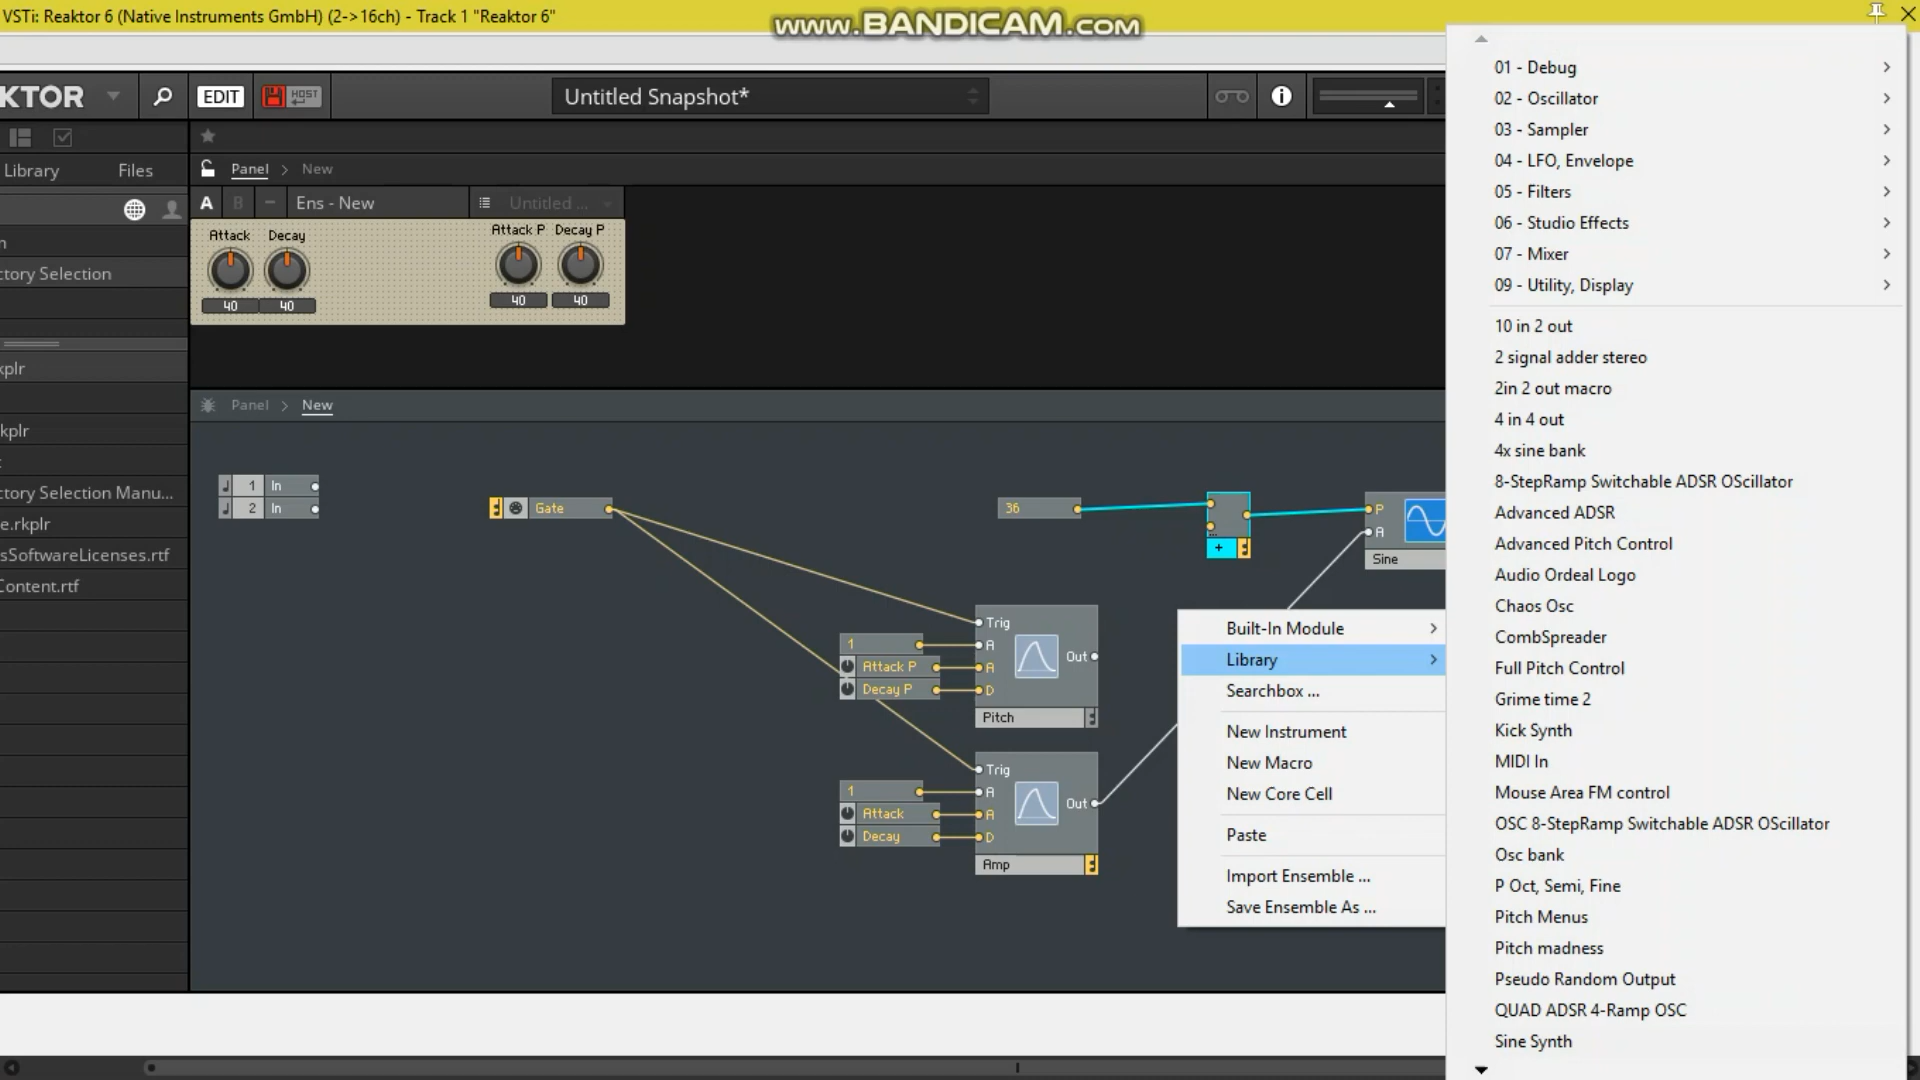 VSTi: Reaktor 6 (Native Instruments GmbH) (2->16ch) - Track 1 "Reaktor 6"
www.BANDICAM.com
KTOR
EDIT
HOST
Untitled Snapshot*
Library
Files
Panel > New
A
B
Ens - New
Untitled ...
Attack
Decay
Attack P
Decay P
40
40
40
40
n
ctory Selection
kplr
kplr
ctory Selection Manu...
e.rkplr
sSoftwareLicenses.rtf
Content.rtf
Panel > New
1 In
2 In
Gate
36
+
P
A
Sine
Trig
1
A
Attack P
A
Out
Decay P
D
Pitch
Trig
1
A
Attack
A
Out
Decay
D
Amp
Built-In Module
Library
Searchbox ...
New Instrument
New Macro
New Core Cell
Paste
Import Ensemble ...
Save Ensemble As ...
01 - Debug
02 - Oscillator
03 - Sampler
04 - LFO, Envelope
05 - Filters
06 - Studio Effects
07 - Mixer
09 - Utility, Display
10 in 2 out
2 signal adder stereo
2in 2 out macro
4 in 4 out
4x sine bank
8-StepRamp Switchable ADSR OScillator
Advanced ADSR
Advanced Pitch Control
Audio Ordeal Logo
Chaos Osc
CombSpreader
Full Pitch Control
Grime time 2
Kick Synth
MIDI In
Mouse Area FM control
OSC 8-StepRamp Switchable ADSR OScillator
Osc bank
P Oct, Semi, Fine
Pitch Menus
Pitch madness
Pseudo Random Output
QUAD ADSR 4-Ramp OSC
Sine Synth